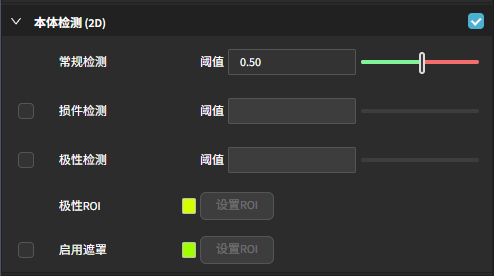 本体检测 (2D)
常规检测 阈值 0.50
损件检测 阈值
极性检测 阈值
极性ROI 设置ROI
启用遮罩 设置ROI